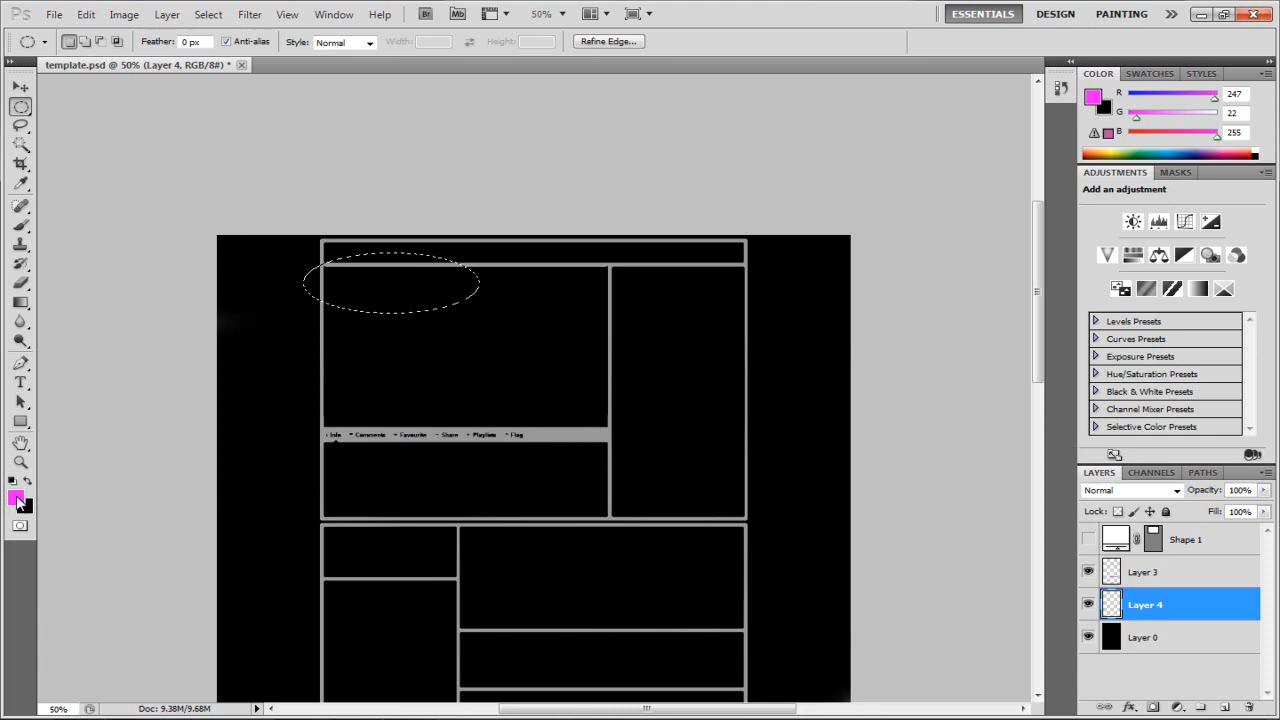 Ps File Edit Image Layer Select Filter View Window Help Br Mb 50% ESSENTIALS DESIGN PAINTING
Feather: 0 px Anti-alias Style: Normal Width: Height: Refine Edge...
template.psd @ 50% (Layer 4, RGB/8#) *
COLOR SWATCHES STYLES
R 247
G 22
B 255
ADJUSTMENTS MASKS
Add an adjustment
Levels Presets
Curves Presets
Exposure Presets
Hue/Saturation Presets
Black & White Presets
Channel Mixer Presets
Selective Color Presets
Info Comments Favourite Share Playlists Flag
LAYERS CHANNELS PATHS
Normal Opacity: 100%
Lock: Fill: 100%
Shape 1
Layer 3
Layer 4
Layer 0
50% Doc: 9.38M/9.68M